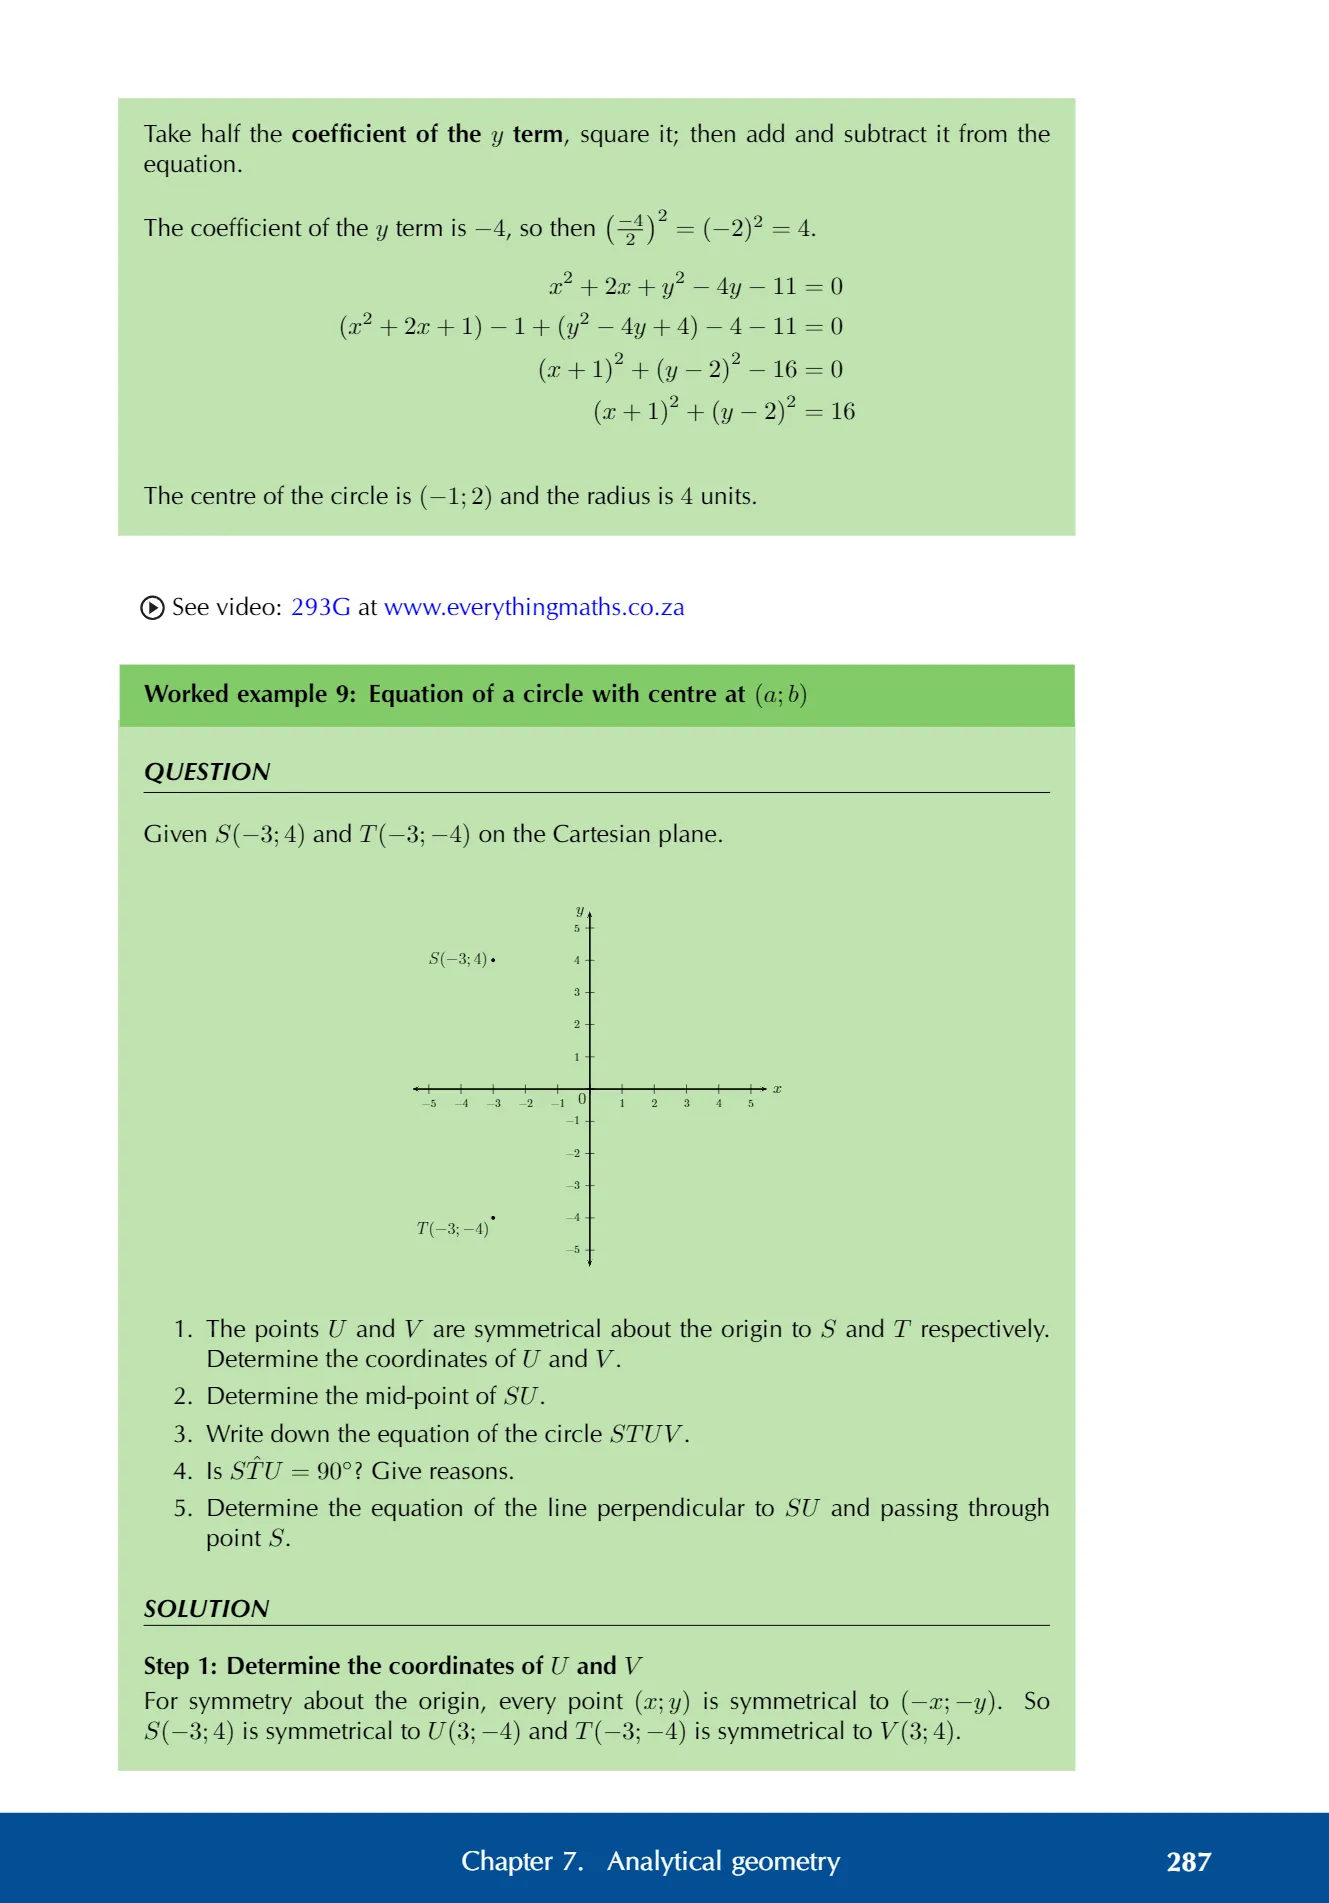 Take half the coefficient of the y term, square it; then add and subtract it from the
equation.
The coefficient of the y term is −4, so then (−4/2)² = (−2)² = 4.
x² + 2x + y² − 4y − 11 = 0
(x² + 2x + 1) − 1 + (y² − 4y + 4) − 4 − 11 = 0
(x + 1)² + (y − 2)² − 16 = 0
(x + 1)² + (y − 2)² = 16
The centre of the circle is (−1; 2) and the radius is 4 units.
See video: 293G at www.everythingmaths.co.za
Worked example 9: Equation of a circle with centre at (a; b)
QUESTION
Given S(−3; 4) and T(−3; −4) on the Cartesian plane.
y
5
S(−3; 4)
4
3
2
1
x
−5 −4 −3 −2 −1 0 1 2 3 4 5
−1
−2
−3
−4
T(−3; −4)
−5
1. The points U and V are symmetrical about the origin to S and T respectively.
Determine the coordinates of U and V.
2. Determine the mid-point of SU.
3. Write down the equation of the circle STUV.
4. Is ST̂U = 90°? Give reasons.
5. Determine the equation of the line perpendicular to SU and passing through
point S.
SOLUTION
Step 1: Determine the coordinates of U and V
For symmetry about the origin, every point (x; y) is symmetrical to (−x; −y). So
S(−3; 4) is symmetrical to U(3; −4) and T(−3; −4) is symmetrical to V(3; 4).
Chapter 7. Analytical geometry 287